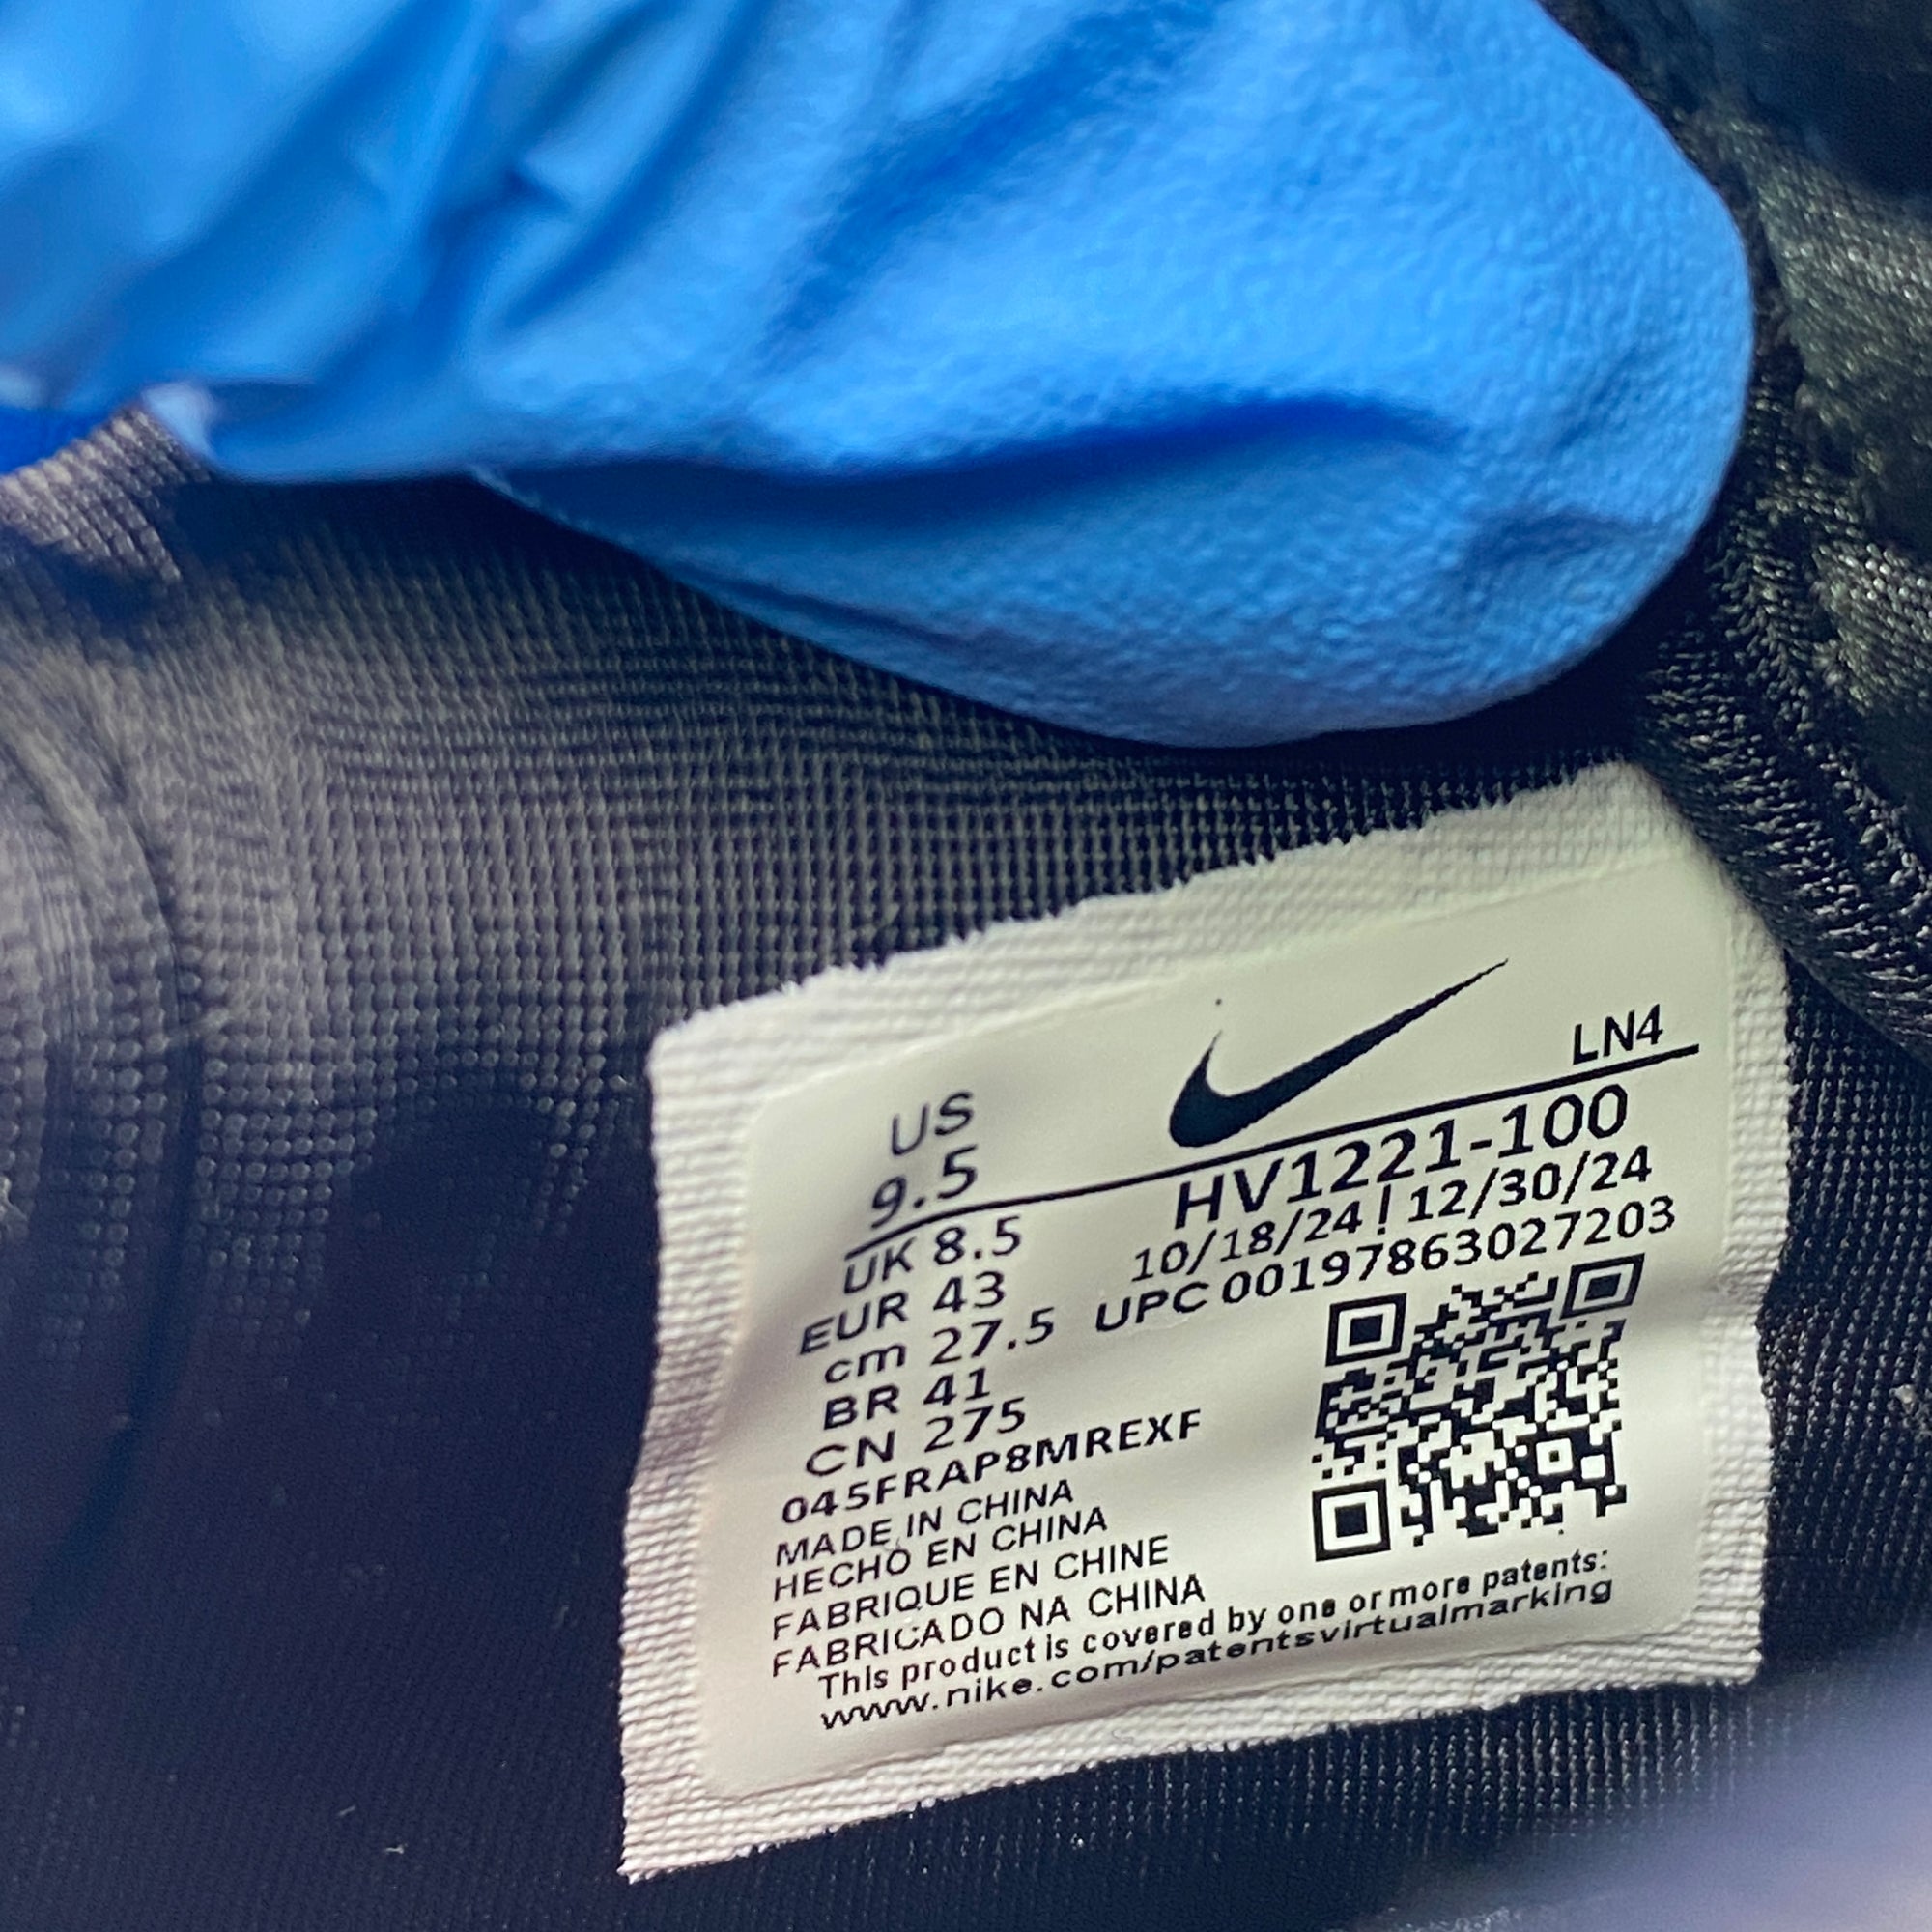 US
9.5
LN4
HV1221-100
10/18/24 ! 12/30/24
UPC 00197863027203
UK 8.5
EUR 43
cm 27.5
BR 41
CN 275
045FRAP8MREXF
MADE IN CHINA
HECHO EN CHINA
FABRIQUE EN CHINE
FABRICADO NA CHINA
This product is covered by one or more patents:
www.nike.com/patentsvirtualmarking